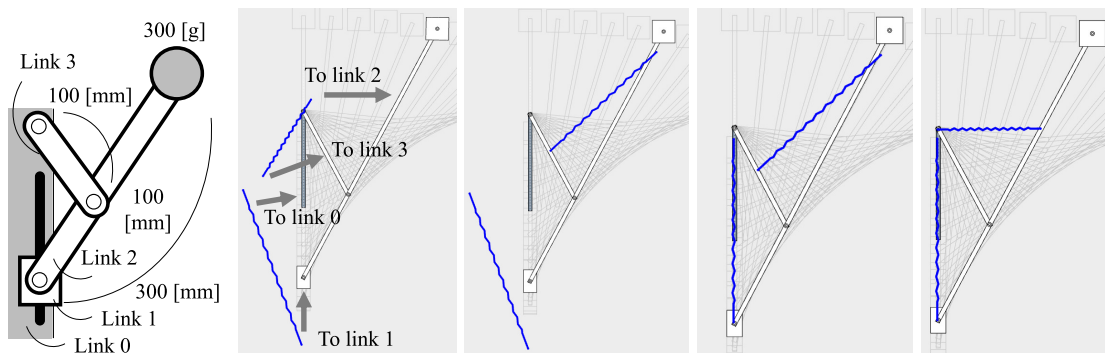 300 [g]
Link 3
100 [mm]
100
[mm]
Link 2
300 [mm]
Link 1
Link 0
To link 2
To link 3
To link 0
To link 1